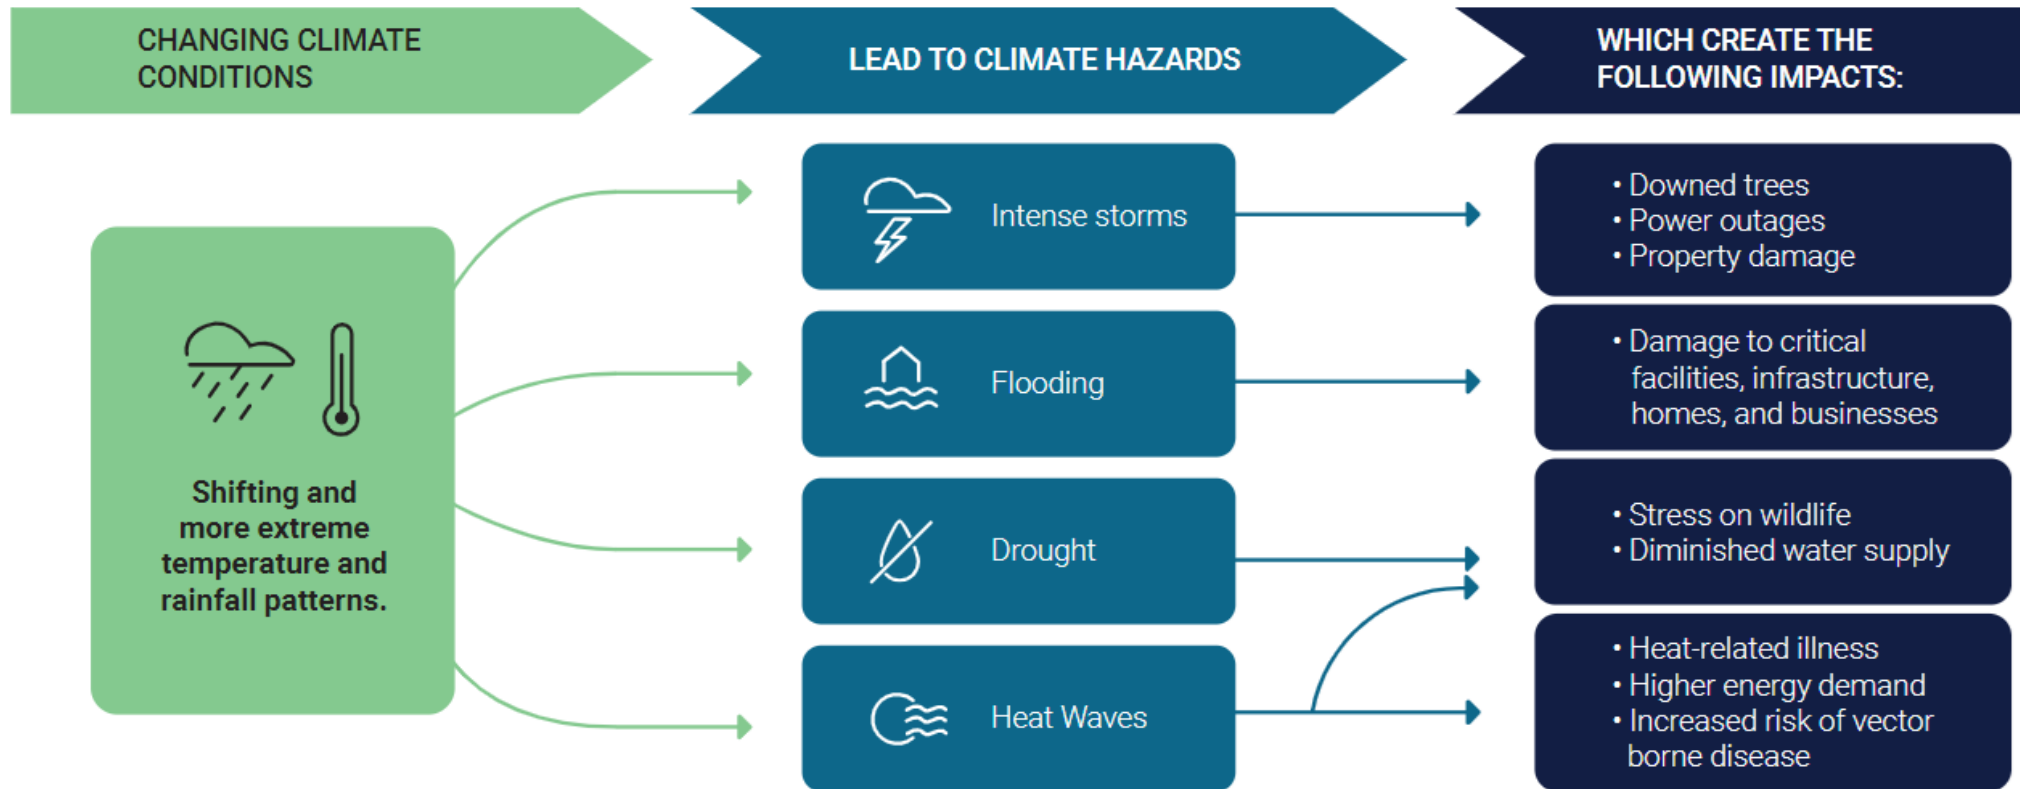 CHANGING CLIMATE
CONDITIONS
LEAD TO CLIMATE HAZARDS
WHICH CREATE THE
FOLLOWING IMPACTS:
Shifting and
more extreme
temperature and
rainfall patterns.
Intense storms
Flooding
Drought
Heat Waves
• Downed trees
• Power outages
• Property damage
• Damage to critical
facilities, infrastructure,
homes, and businesses
• Stress on wildlife
• Diminished water supply
• Heat-related illness
• Higher energy demand
• Increased risk of vector
borne disease